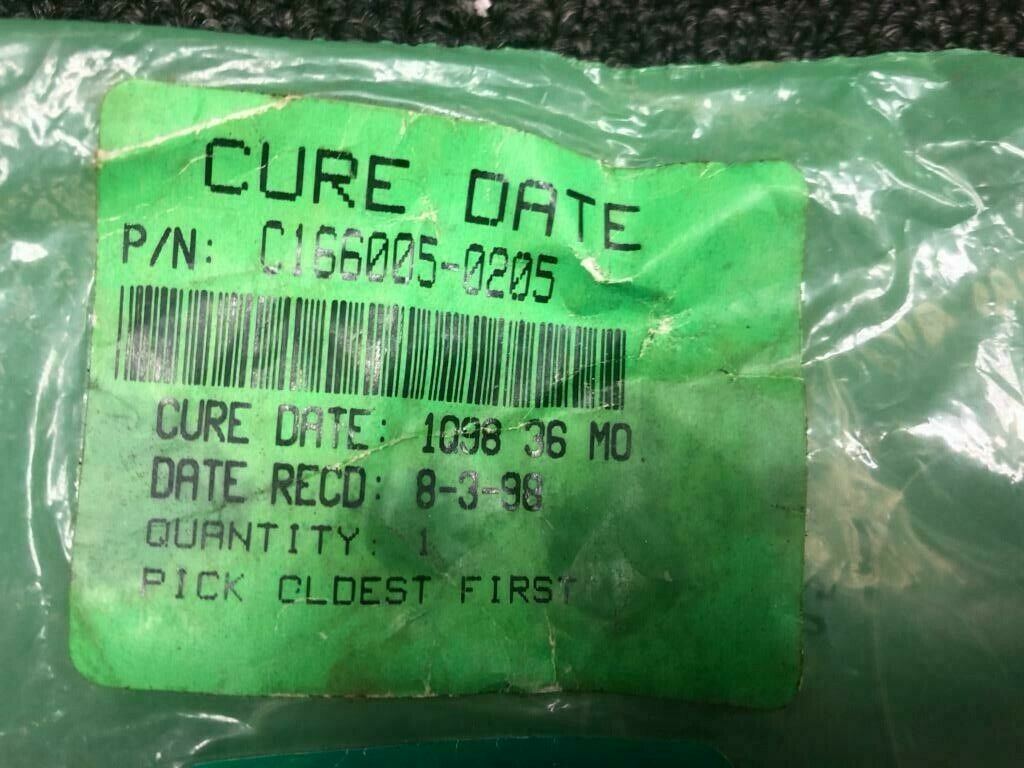 CURE DATE
P/N: C166005-0205
CURE DATE: 1Q98 36 MO
DATE RECD: 8-3-98
QUANTITY: 1
PICK OLDEST FIRST